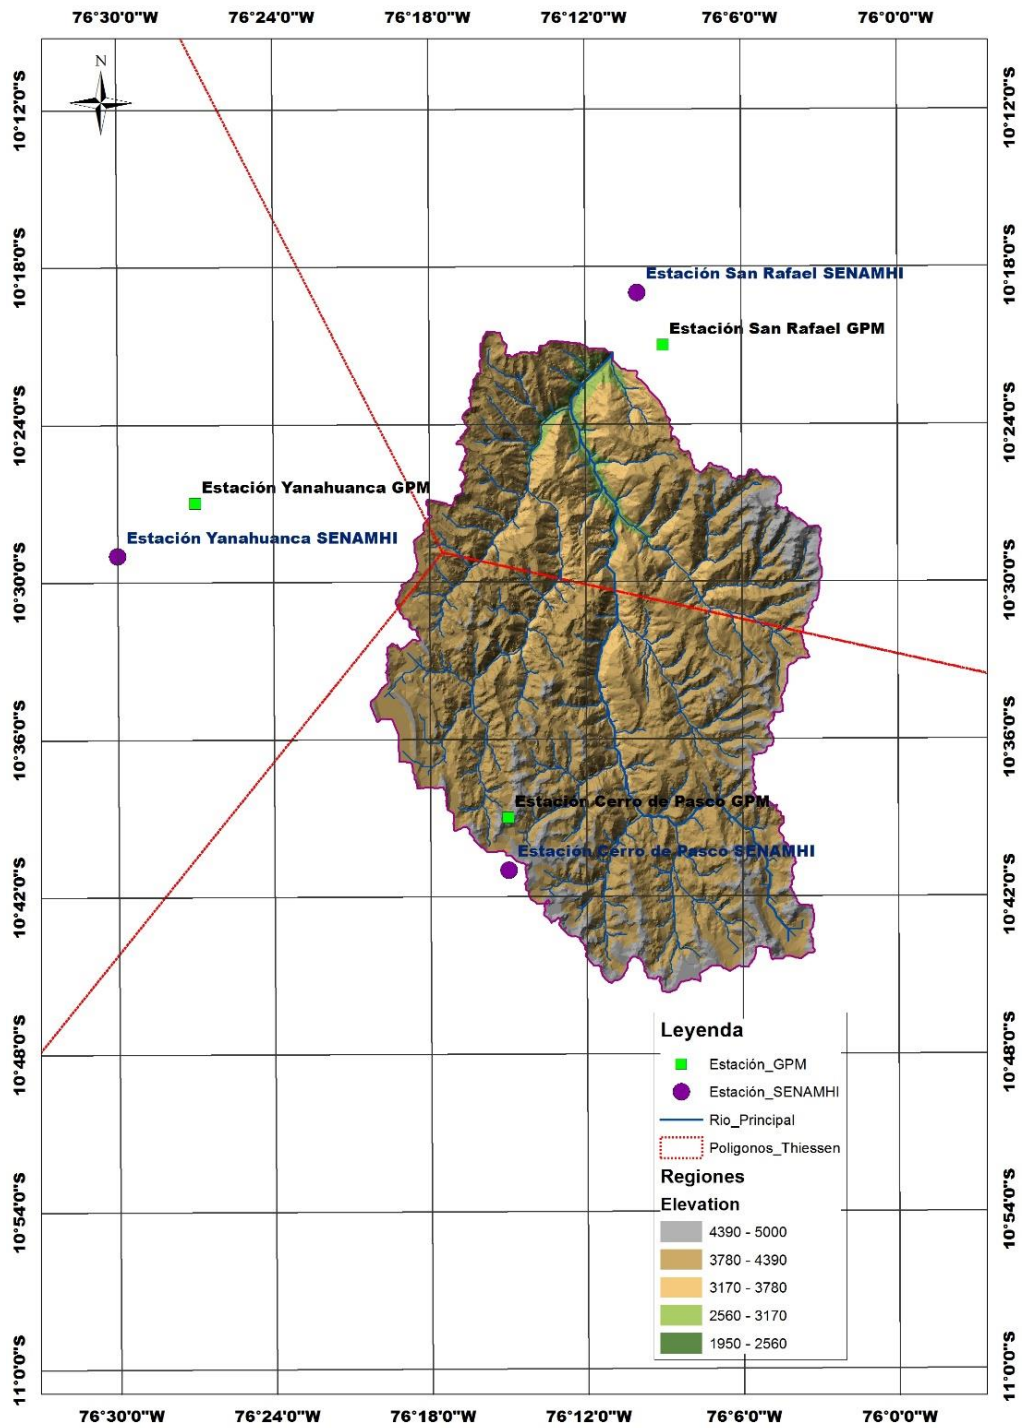 76°30'0"W 76°24'0"W 76°18'0"W 76°12'0"W 76°6'0"W 76°0'0"W
N
10°12'0"S 10°12'0"S
10°18'0"S 10°18'0"S
Estación San Rafael SENAMHI
Estación San Rafael GPM
10°24'0"S 10°24'0"S
Estación Yanahuanca GPM
Estación Yanahuanca SENAMHI
10°30'0"S 10°30'0"S
10°36'0"S 10°36'0"S
Estación Cerro de Pasco GPM
Estación Cerro de Pasco SENAMHI
10°42'0"S 10°42'0"S
Leyenda
10°48'0"S 10°48'0"S
Estación_GPM
Estación_SENAMHI
Rio_Principal
Poligonos_Thiessen
Regiones
Elevation
10°54'0"S 10°54'0"S
4390 - 5000
3780 - 4390
3170 - 3780
2560 - 3170
1950 - 2560
11°0'0"S 11°0'0"S
76°30'0"W 76°24'0"W 76°18'0"W 76°12'0"W 76°6'0"W 76°0'0"W